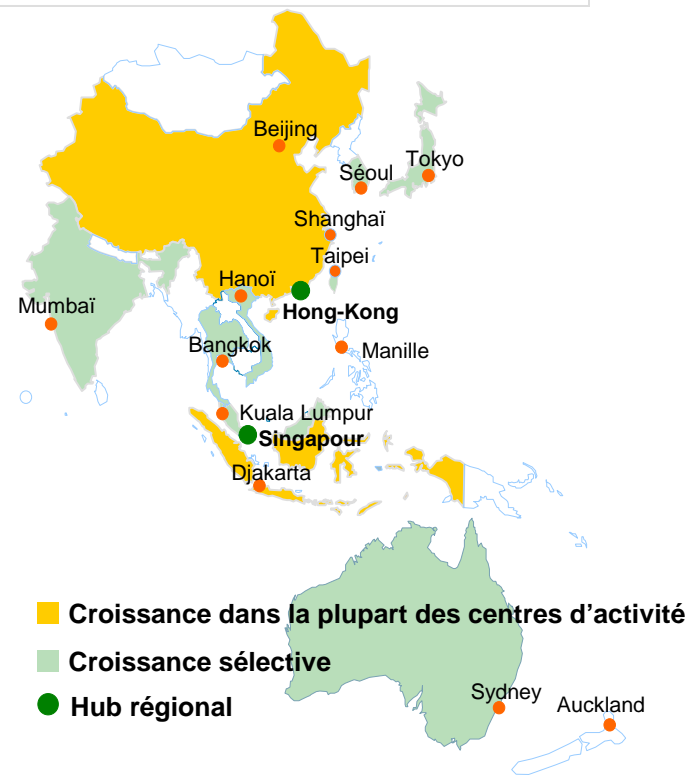 Beijing
Séoul
Tokyo
Shanghaï
Taipei
Hanoï
Mumbaï
Hong-Kong
Bangkok
Manille
Kuala Lumpur
Singapour
Djakarta
Croissance dans la plupart des centres d’activité
Croissance sélective
Sydney
Auckland
Hub régional